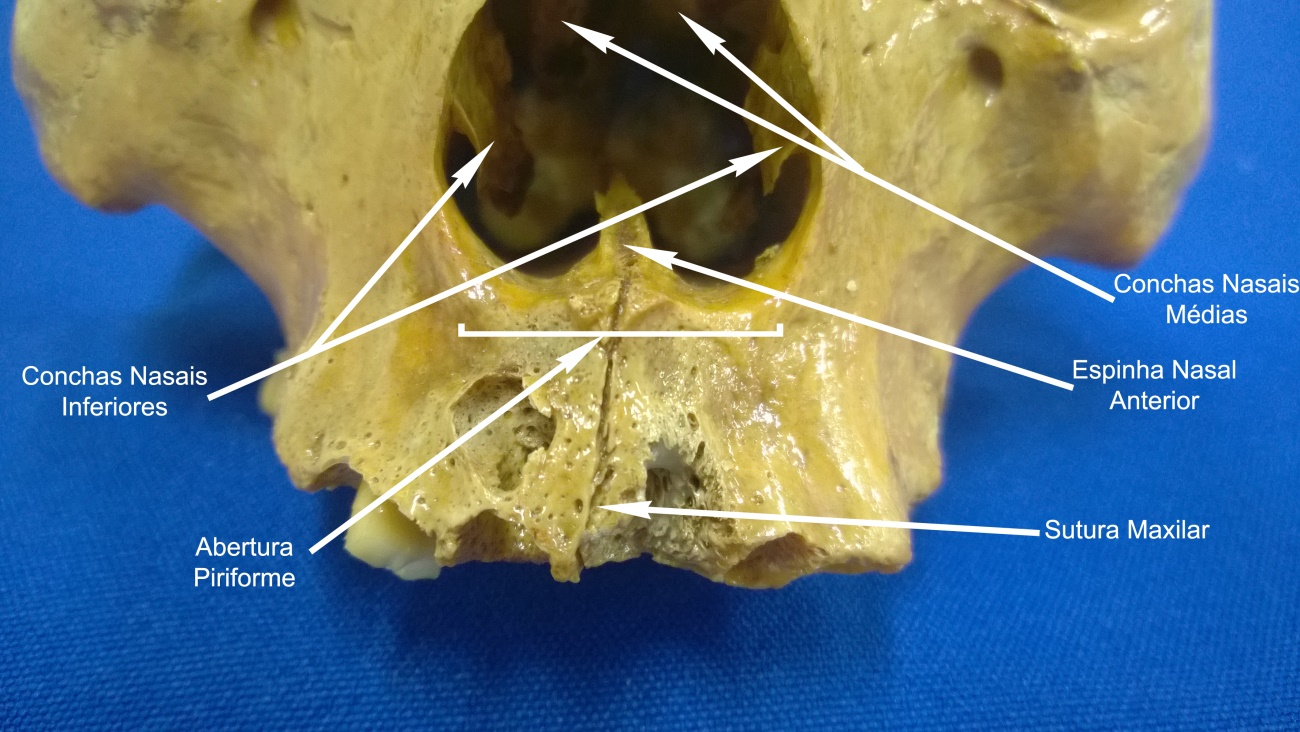 Conchas Nasais
Médias
Espinha Nasal
Anterior
Conchas Nasais
Inferiores
Sutura Maxilar
Abertura
Piriforme